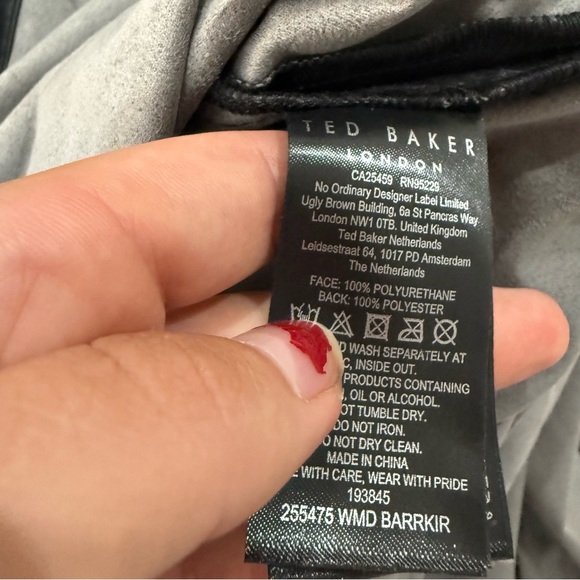 TED BAKER
LONDON
CA25459 RN95229
No Ordinary Designer Label Limited
Ugly Brown Building, 6a St Pancras Way
London NW1 0TB. United Kingdom
Ted Baker Netherlands
Leidsestraat 64, 1017 PD Amsterdam
The Netherlands
FACE: 100% POLYURETHANE
BACK: 100% POLYESTER
WASH SEPARATELY AT
INSIDE OUT.
PRODUCTS CONTAINING
OIL OR ALCOHOL.
TUMBLE DRY.
DO NOT IRON.
NOT DRY CLEAN.
MADE IN CHINA
WITH CARE, WEAR WITH PRIDE
193845
255475 WMD BARRKIR